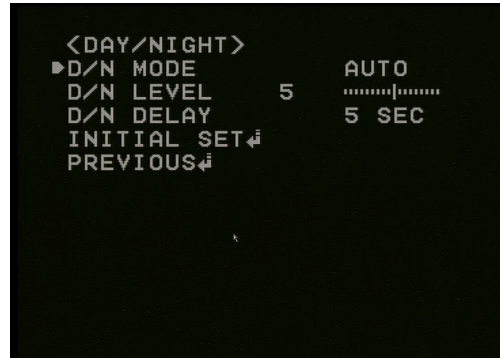 <DAY/NIGHT>
D/N MODE AUTO
D/N LEVEL 5
D/N DELAY 5 SEC
INITIAL SET
PREVIOUS